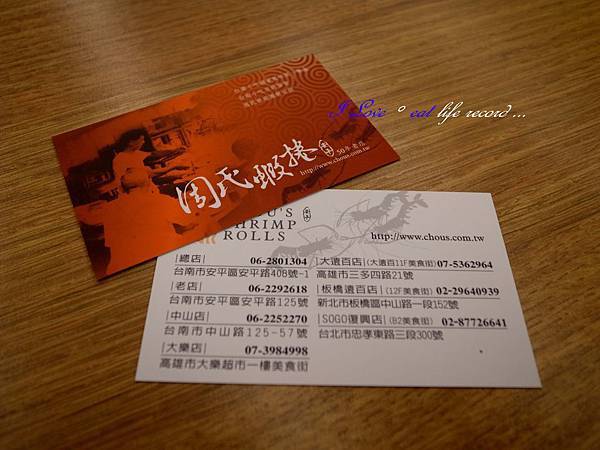 I Love ° eat life record ...
周氏蝦捲
50年老店
http://www.chous.com.tw
CHOU'S
SHRIMP
ROLLS
http://www.chous.com.tw
|總店| 06-2801304
台南市安平區安平路408號-1
|老店| 06-2292618
台南市安平區安平路125號
|中山店| 06-2252270
台南市中山路125-57號
|大樂店| 07-3984998
高雄市大樂超市一樓美食街
|大遠百店|(大遠百11F美食街) 07-5362964
高雄市三多四路21號
|板橋遠百店|(12F美食街) 02-29640939
新北市板橋區中山路一段152號
|SOGO復興店|(B2美食街) 02-87726641
台北市忠孝東路三段300號